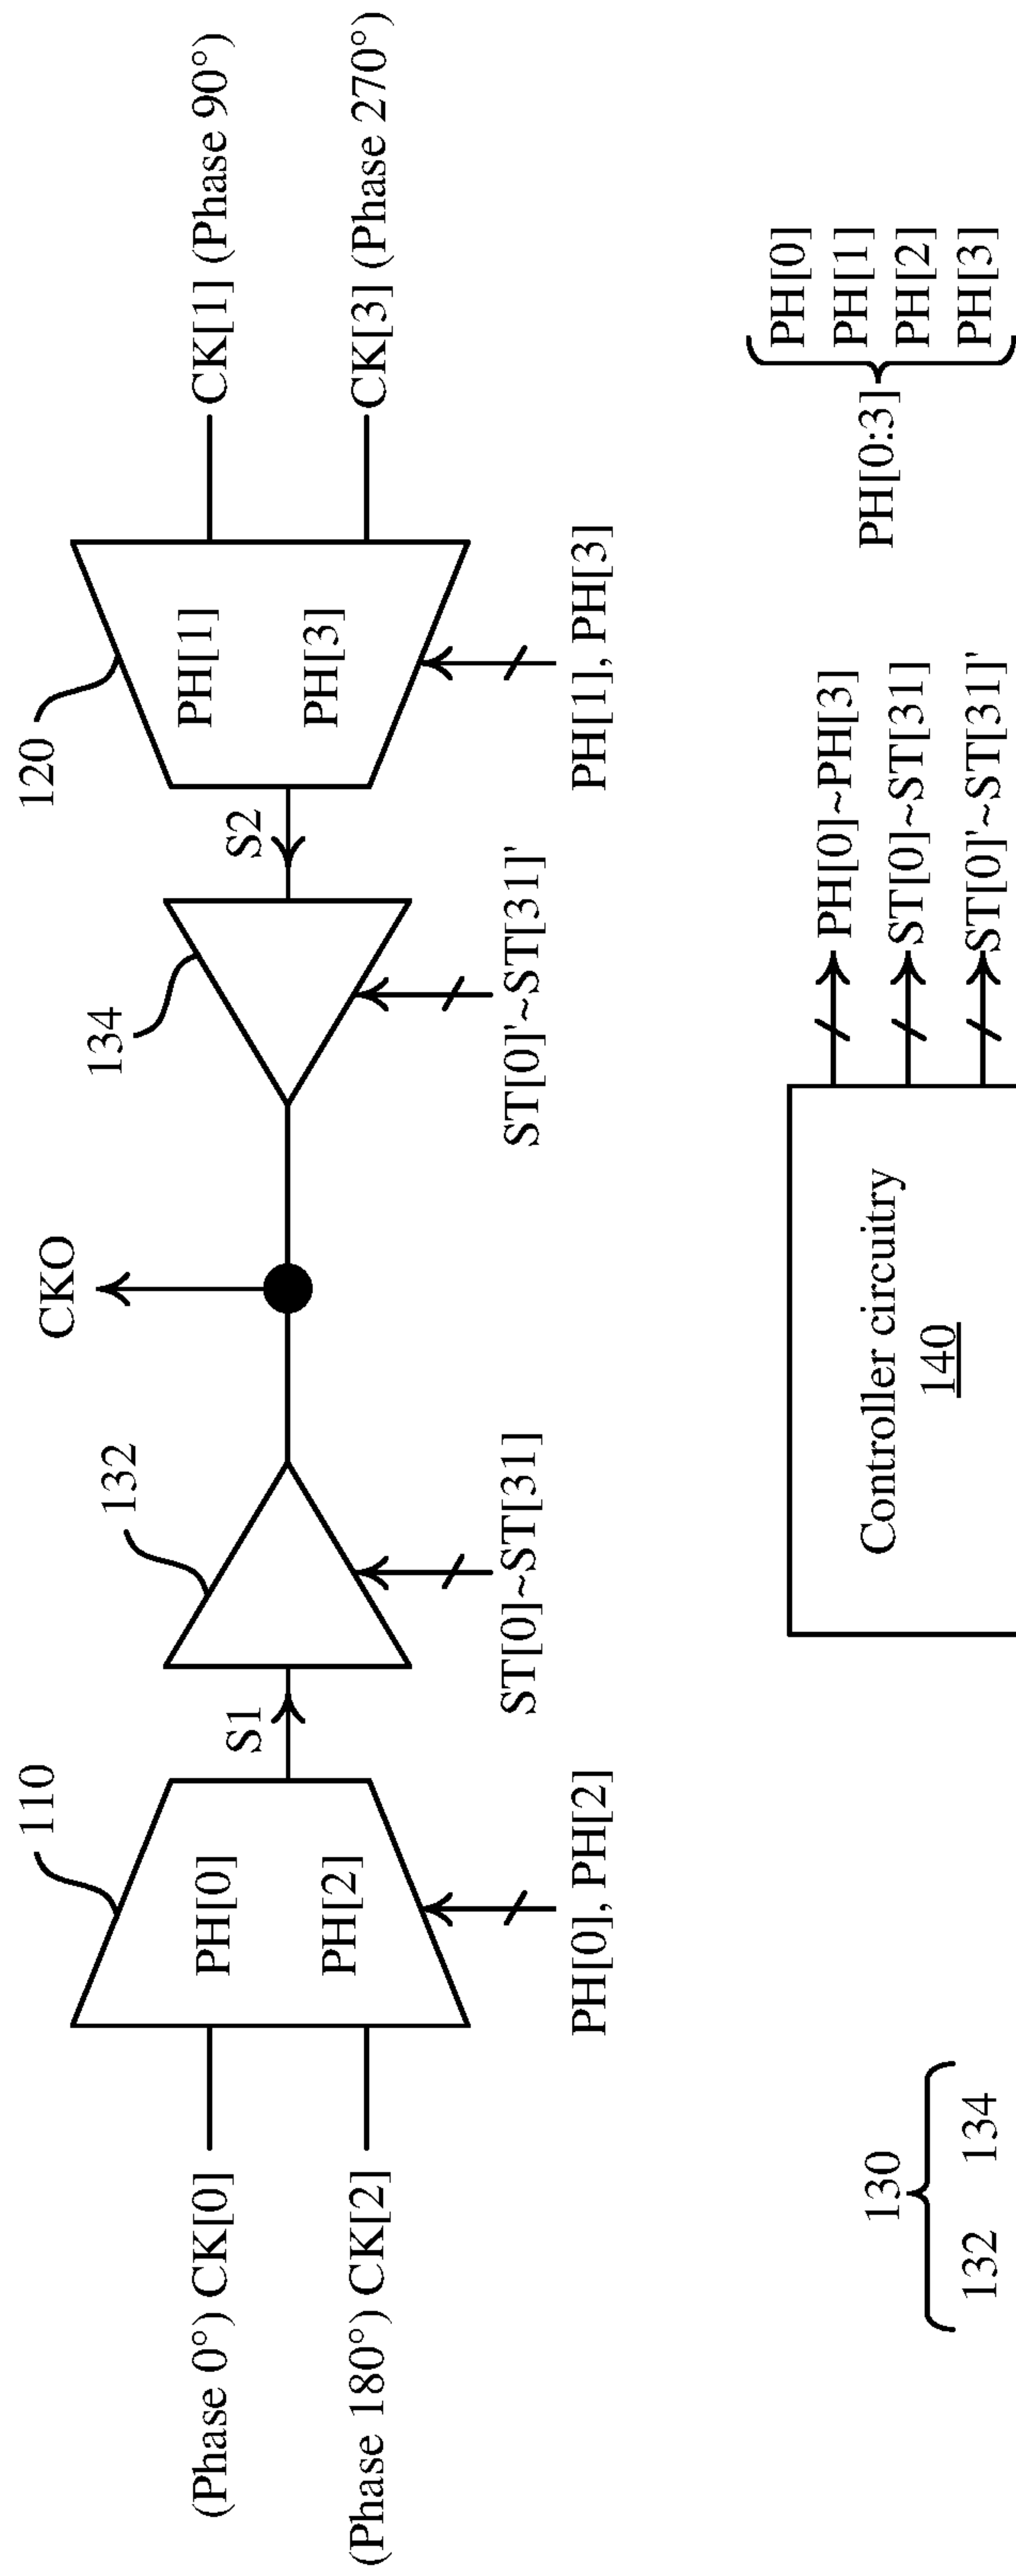 CKO
110
132
134
120
(Phase 0°) CK[0]
PH[0]
S1
S2
PH[1]
CK[1] (Phase 90°)
(Phase 180°) CK[2]
PH[2]
PH[3]
CK[3] (Phase 270°)
PH[0], PH[2]
ST[0]~ST[31]
ST[0]'~ST[31]'
PH[1], PH[3]
130
132 134
Controller circuitry
140
PH[0]~PH[3]
ST[0]~ST[31]
ST[0]'~ST[31]'
PH[0:3]
PH[0]
PH[1]
PH[2]
PH[3]